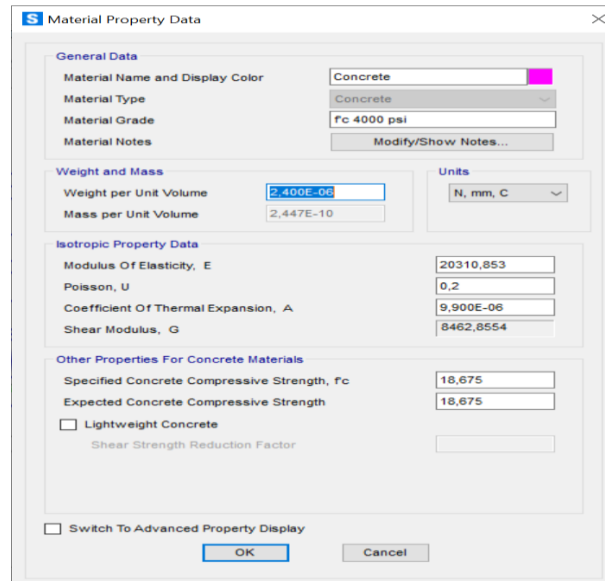 S Material Property Data
General Data
Material Name and Display Color Concrete
Material Type Concrete
Material Grade f'c 4000 psi
Material Notes Modify/Show Notes...
Weight and Mass Units
Weight per Unit Volume 2,400E-06 N, mm, C
Mass per Unit Volume 2,447E-10
Isotropic Property Data
Modulus Of Elasticity, E 20310,853
Poisson, U 0,2
Coefficient Of Thermal Expansion, A 9,900E-06
Shear Modulus, G 8462,8554
Other Properties For Concrete Materials
Specified Concrete Compressive Strength, f'c 18,675
Expected Concrete Compressive Strength 18,675
Lightweight Concrete
Shear Strength Reduction Factor
Switch To Advanced Property Display
OK Cancel